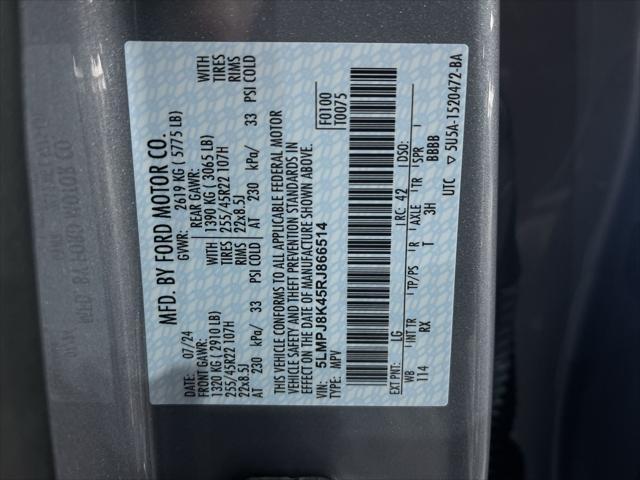 MFD. BY FORD MOTOR CO.
DATE: 07/24 GVWR: 2619 KG ( 5775 LB)
FRONT GAWR: REAR GAWR: WITH
1320 KG ( 2910 LB) 1390 KG ( 3065 LB) TIRES
255/45R22 107H 255/45R22 107H RIMS
22x8.5J 22x8.5J
AT 230 kPa/ 33 PSI COLD AT 230 kPa/ 33 PSI COLD
WITH
TIRES
RIMS
THIS VEHICLE CONFORMS TO ALL APPLICABLE FEDERAL MOTOR
VEHICLE SAFETY AND THEFT PREVENTION STANDARDS IN
EFFECT ON THE DATE OF MANUFACTURE SHOWN ABOVE.
VIN: 5LMPJ8K45RJ866514
TYPE: MPV
F0100
T0075
EXT PNT: LG RC: 42 DSO:
WB INT TR TP/PS R AXLE TR SPR
114 RX T 3H BBBB
UTC 5U5A-1520472-BA